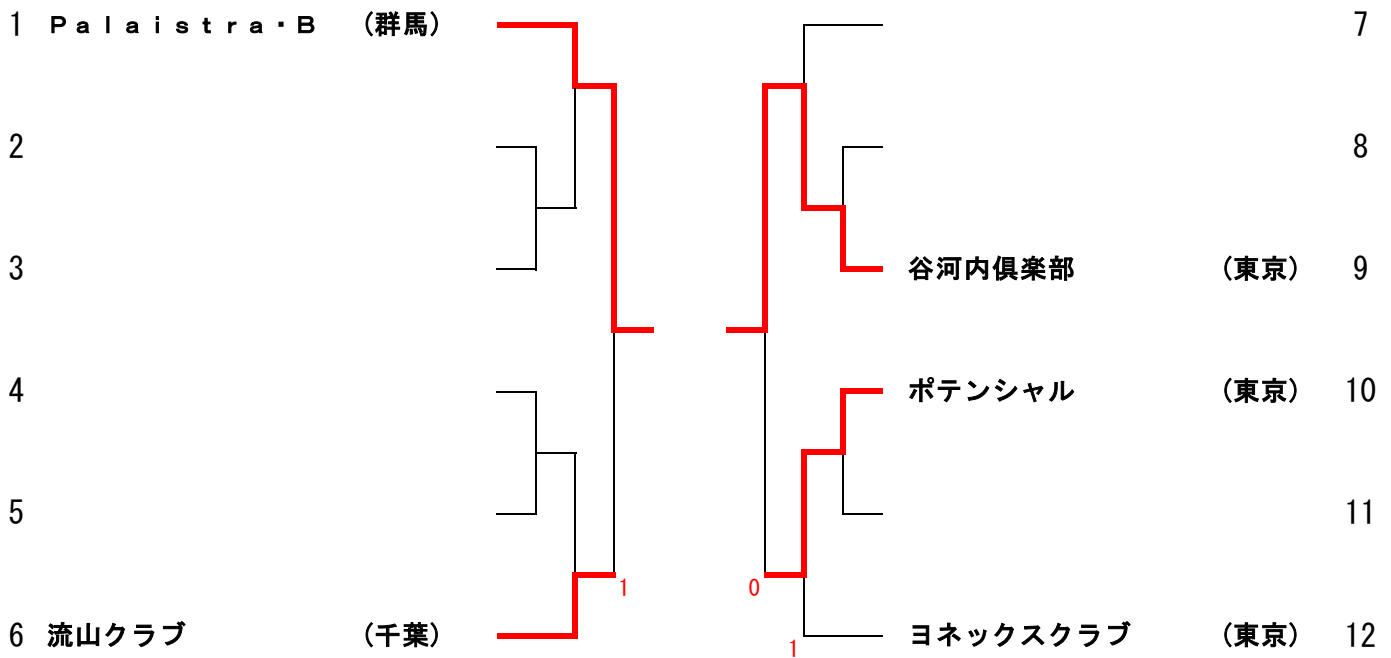 1 Palaistra・B (群馬)
7
2
8
3
谷河内倶楽部 (東京) 9
4
ポテンシャル (東京) 10
5
11
1
0
6 流山クラブ (千葉)
1
ヨネックスクラブ (東京) 12